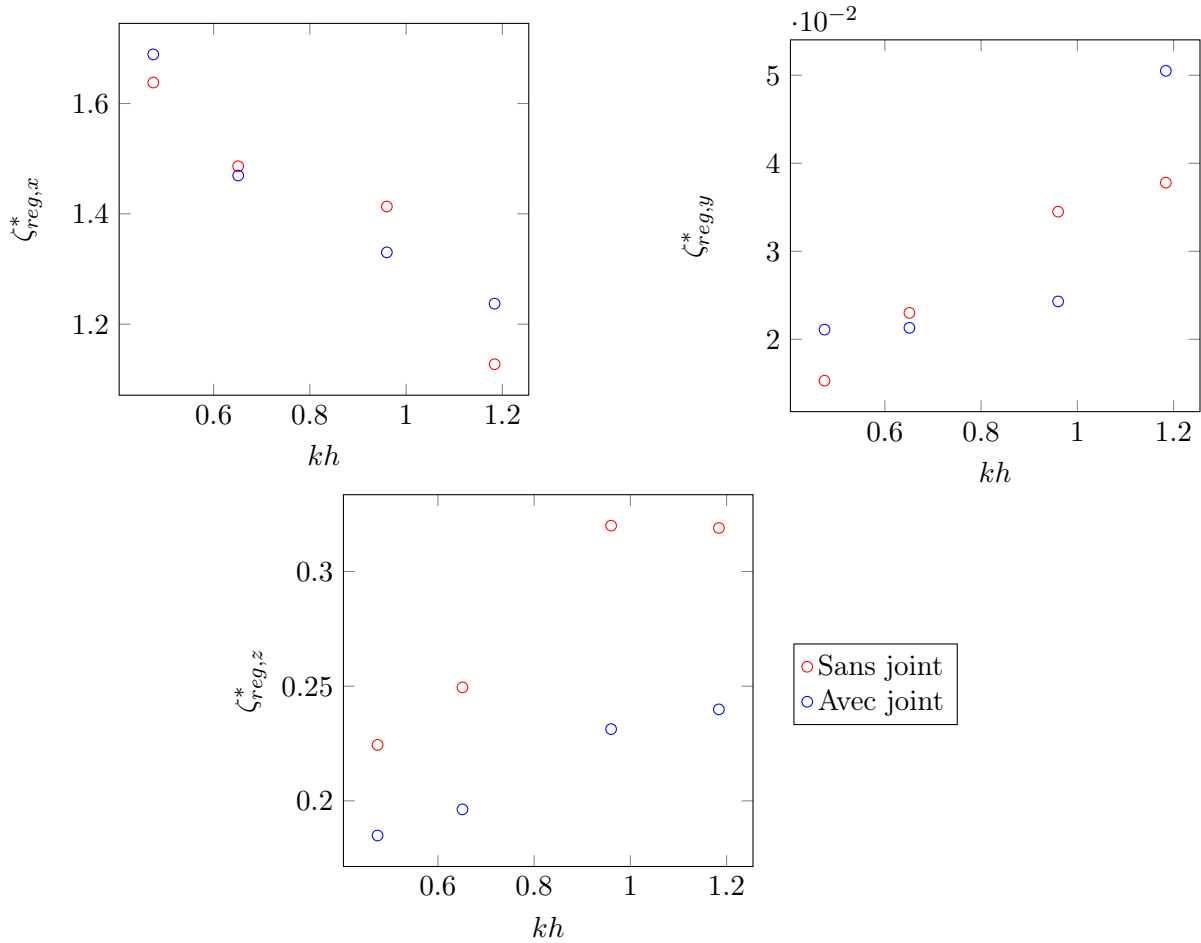 1.6
1.4
1.2
0.6 0.8 1 1.2
kh
ζ*reg,x
·10−2
5
4
3
2
0.6 0.8 1 1.2
kh
ζ*reg,y
0.3
0.25
0.2
0.6 0.8 1 1.2
kh
ζ*reg,z
Sans joint
Avec joint